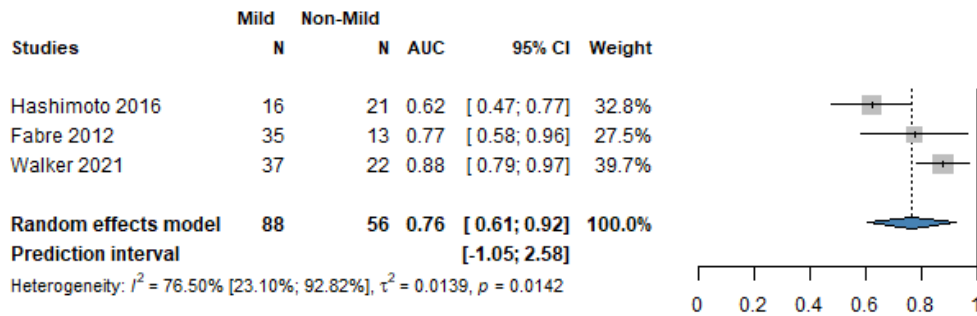 Mild Non-Mild
Studies N N AUC 95% CI Weight
Hashimoto 2016 16 21 0.62 [ 0.47; 0.77] 32.8%
Fabre 2012 35 13 0.77 [ 0.58; 0.96] 27.5%
Walker 2021 37 22 0.88 [ 0.79; 0.97] 39.7%
Random effects model 88 56 0.76 [ 0.61; 0.92] 100.0%
Prediction interval [-1.05; 2.58]
Heterogeneity: I² = 76.50% [23.10%; 92.82%], τ² = 0.0139, p = 0.0142
0 0.2 0.4 0.6 0.8 1